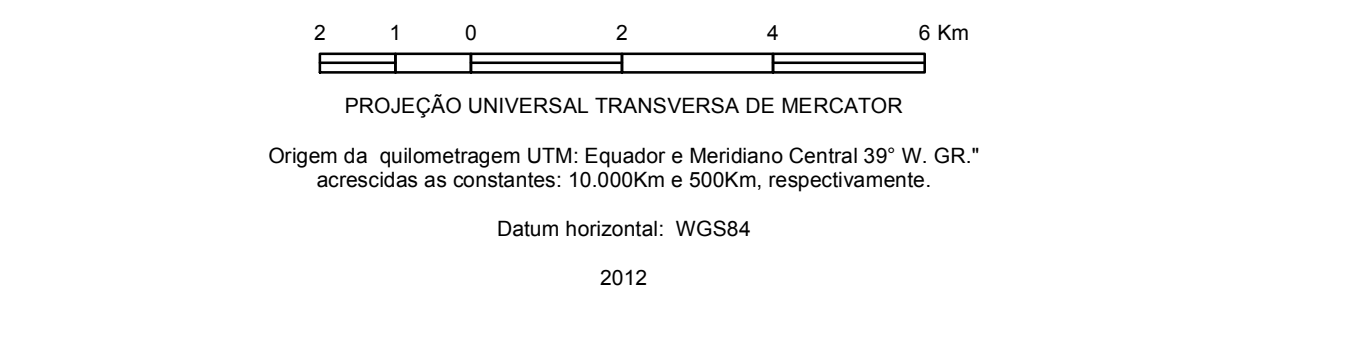 2 1 0 2 4 6 Km
PROJEÇÃO UNIVERSAL TRANSVERSA DE MERCATOR
Origem da quilometragem UTM: Equador e Meridiano Central 39° W. GR."
acrescidas as constantes: 10.000Km e 500Km, respectivamente.
Datum horizontal: WGS84
2012